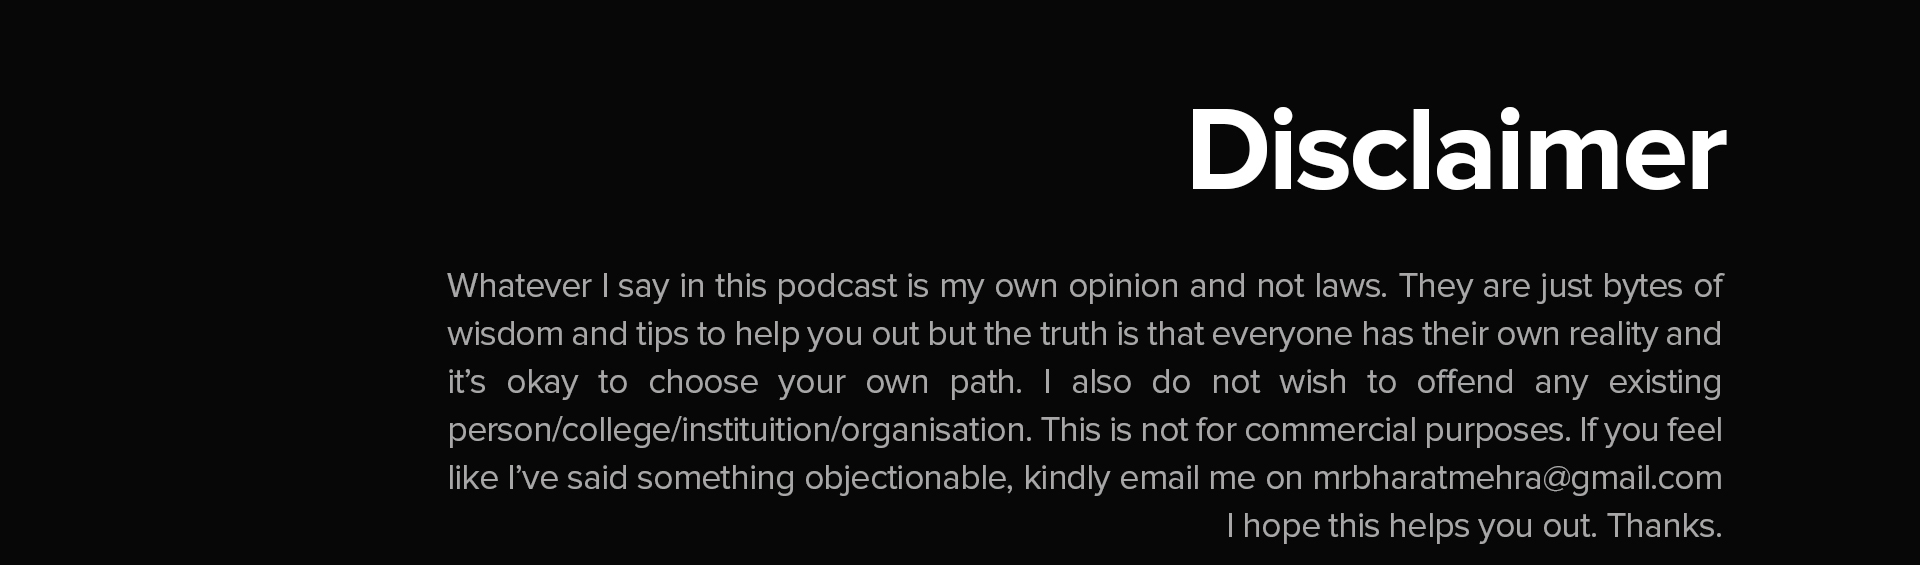 Disclaimer
Whatever I say in this podcast is my own opinion and not laws. They are just bytes of
wisdom and tips to help you out but the truth is that everyone has their own reality and
it’s okay to choose your own path. I also do not wish to offend any existing
person/college/instituition/organisation. This is not for commercial purposes. If you feel
like I’ve said something objectionable, kindly email me on mrbharatmehra@gmail.com
I hope this helps you out. Thanks.